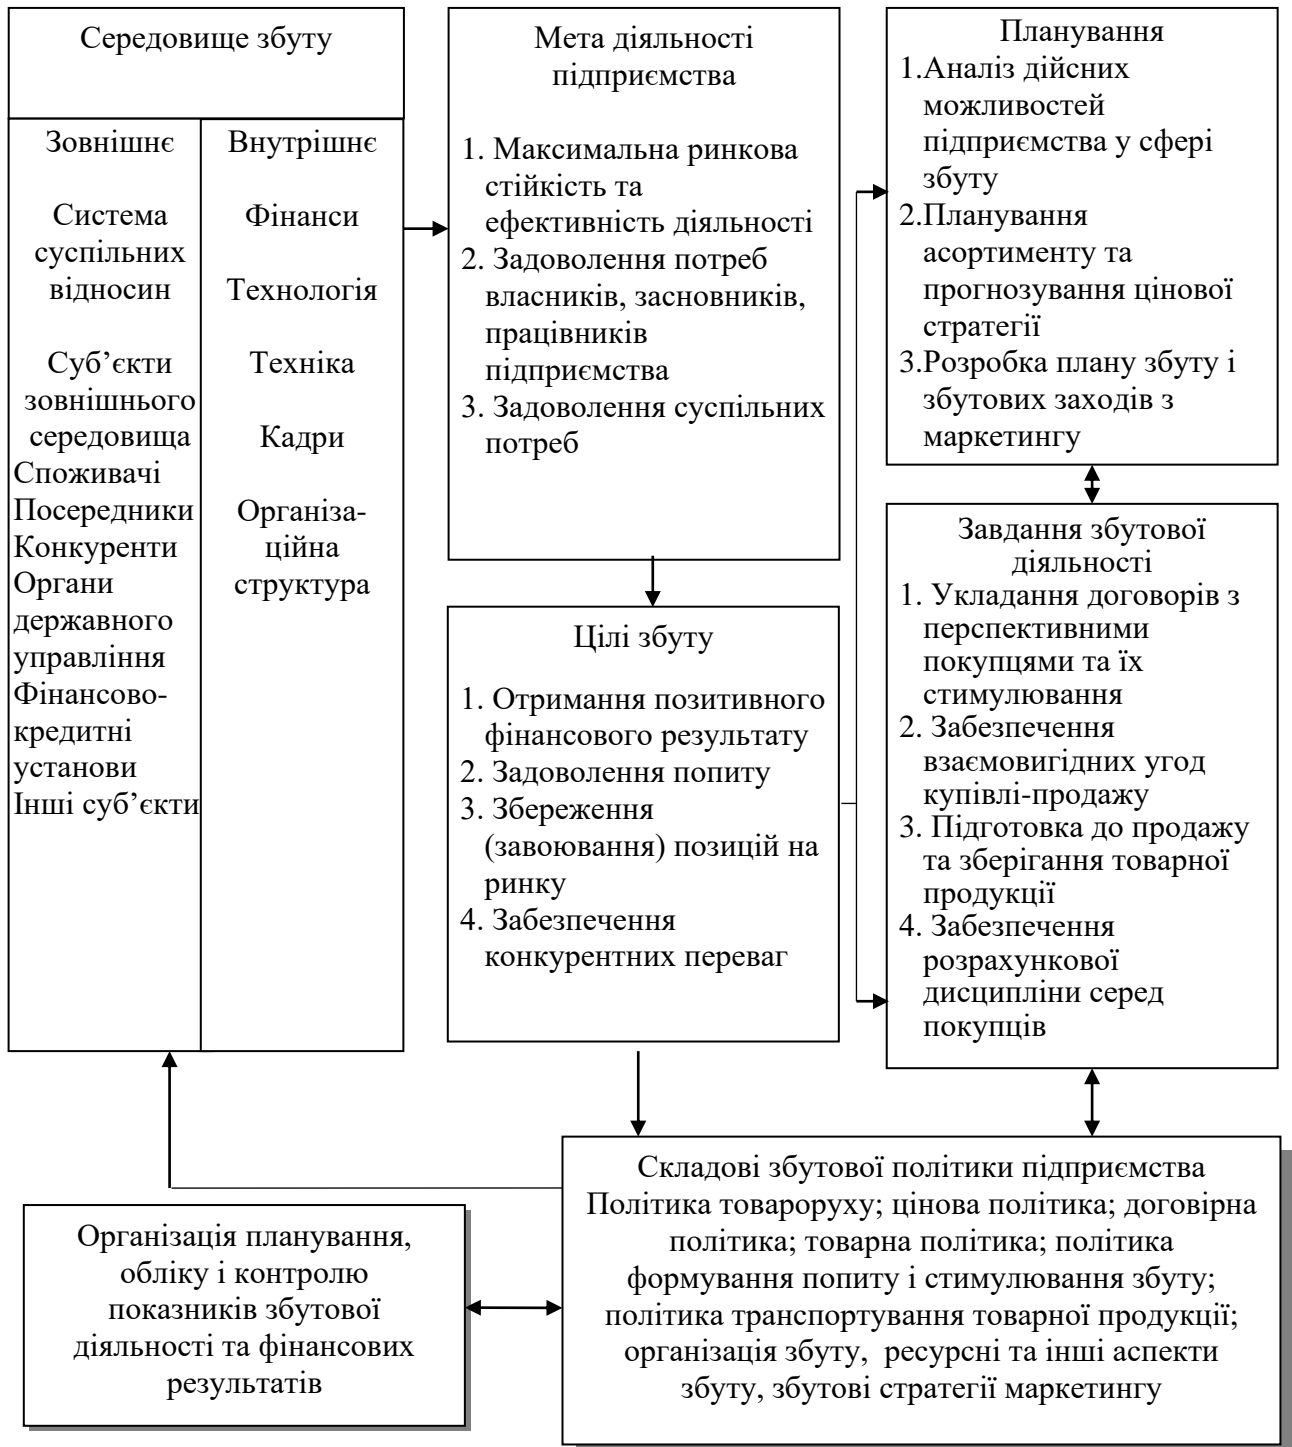 Середовище збуту
Зовнішнє
Система
суспільних
відносин
Суб’єкти
зовнішнього
середовища
Споживачі
Посередники
Конкуренти
Органи
державного
управління
Фінансово-
кредитні
установи
Інші суб’єкти
Внутрішнє
Фінанси
Технологія
Техніка
Кадри
Організа-
ційна
структура
Мета діяльності
підприємства
1. Максимальна ринкова
стійкість та
ефективність діяльності
2. Задоволення потреб
власників, засновників,
працівників
підприємства
3. Задоволення суспільних
потреб
Цілі збуту
1. Отримання позитивного
фінансового результату
2. Задоволення попиту
3. Збереження
(завоювання) позицій на
ринку
4. Забезпечення
конкурентних переваг
Планування
1.Аналіз дійсних
можливостей
підприємства у сфері
збуту
2.Планування
асортименту та
прогнозування цінової
стратегії
3.Розробка плану збуту і
збутових заходів з
маркетингу
Завдання збутової
діяльності
1. Укладання договорів з
перспективними
покупцями та їх
стимулювання
2. Забезпечення
взаємовигідних угод
купівлі-продажу
3. Підготовка до продажу
та зберігання товарної
продукції
4. Забезпечення
розрахункової
дисципліни серед
покупців
Складові збутової політики підприємства
Політика товароруху; цінова політика; договірна
політика; товарна політика; політика
формування попиту і стимулювання збуту;
політика транспортування товарної продукції;
організація збуту, ресурсні та інші аспекти
збуту, збутові стратегії маркетингу
Організація планування,
обліку і контролю
показників збутової
діяльності та фінансових
результатів